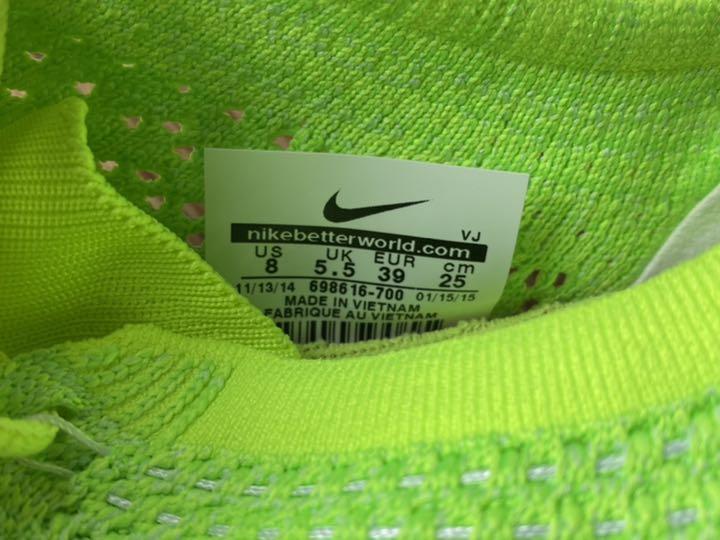 VJ
nikebetterworld.com
US UK EUR cm
8 5.5 39 25
11/13/14 698616-700 01/15/15
MADE IN VIETNAM
FABRIQUE AU VIETNAM